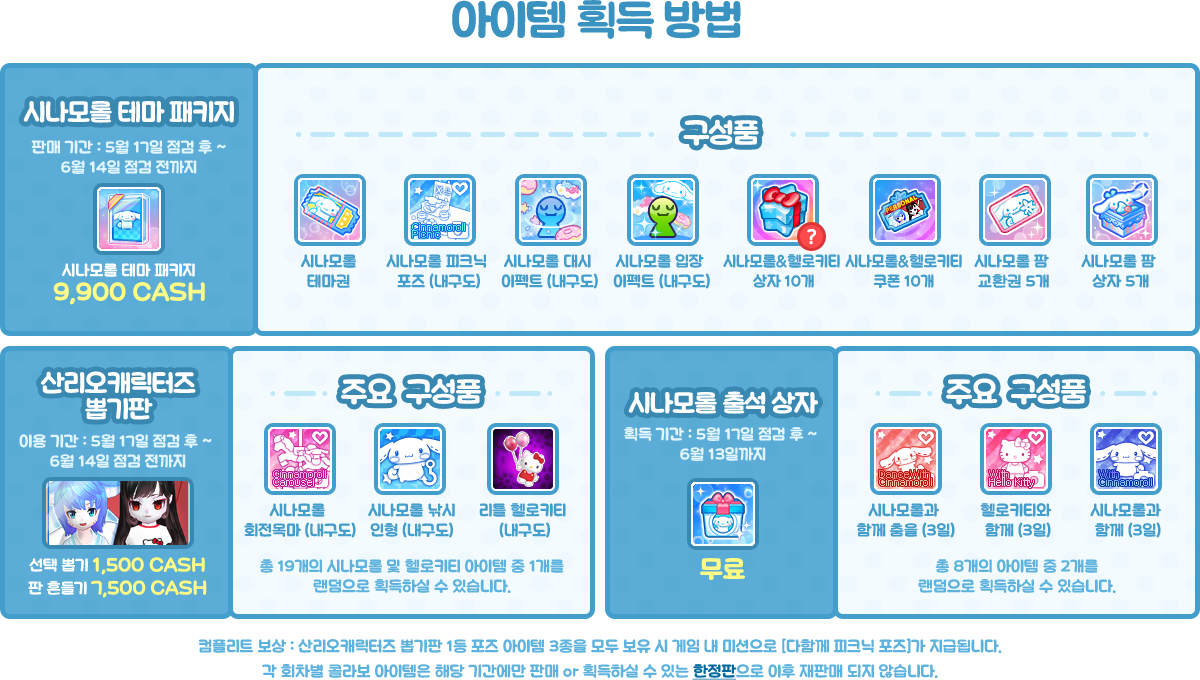 아이템 획득 방법
시나모롤 테마 패키지
판매 기간 : 5월 17일 점검 후 ~
6월 14일 점검 전까지
시나모롤 테마 패키지
9,900 CASH
구성품
시나모롤
테마권
Cinnamoroll
Picnic
시나모롤 피크닉
포즈 (내구도)
시나모롤 대시
이펙트 (내구도)
시나모롤 입장
이펙트 (내구도)
?
시나모롤&헬로키티
상자 10개
시나모롤&헬로키티
쿠폰 10개
시나모롤 팜
교환권 5개
시나모롤 팜
상자 5개
산리오캐릭터즈
뽑기판
이용 기간 : 5월 17일 점검 후 ~
6월 14일 점검 전까지
선택 뽑기 1,500 CASH
판 흔들기 7,500 CASH
주요 구성품
Cinnamoroll
Carousel
시나모롤
회전목마 (내구도)
시나모롤 낚시
인형 (내구도)
리틀 헬로키티
(내구도)
총 19개의 시나모롤 및 헬로키티 아이템 중 1개를
랜덤으로 획득하실 수 있습니다.
시나모롤 출석 상자
획득 기간 : 5월 17일 점검 후 ~
6월 13일까지
무료
주요 구성품
DanceWith
Cinnamoroll
시나모롤과
함께 춤을 (3일)
With
Hello Kitty
헬로키티와
함께 (3일)
With
Cinnamoroll
시나모롤과
함께 (3일)
총 8개의 아이템 중 2개를
랜덤으로 획득하실 수 있습니다.
컴플리트 보상 : 산리오캐릭터즈 뽑기판 1등 포즈 아이템 3종을 모두 보유 시 게임 내 미션으로 [다함께 피크닉 포즈]가 지급됩니다.
각 회차별 콜라보 아이템은 해당 기간에만 판매 or 획득하실 수 있는 한정판으로 이후 재판매 되지 않습니다.